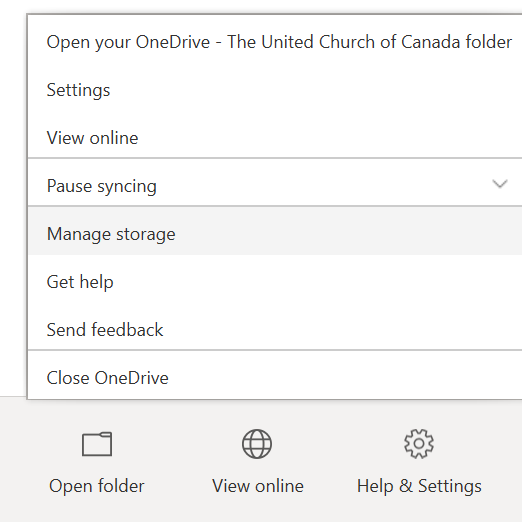 Open your OneDrive - The United Church of Canada folder
Settings
View online
Pause syncing
Manage storage
Get help
Send feedback
Close OneDrive
Open folder
View online
Help & Settings